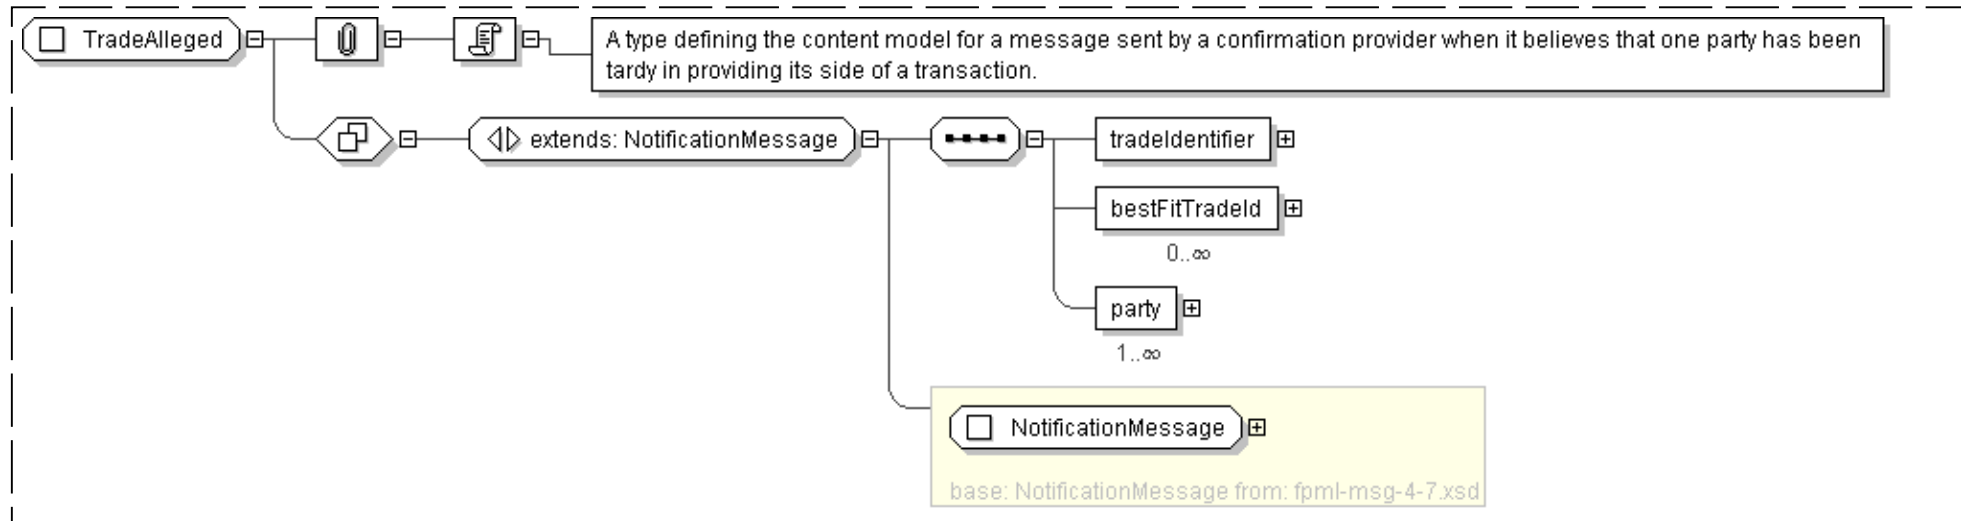 TradeAlleged
A type defining the content model for a message sent by a confirmation provider when it believes that one party has been
tardy in providing its side of a transaction.
extends: NotificationMessage
tradeIdentifier
bestFitTradeId
0..∞
party
1..∞
NotificationMessage
base: NotificationMessage from: fpml-msg-4-7.xsd